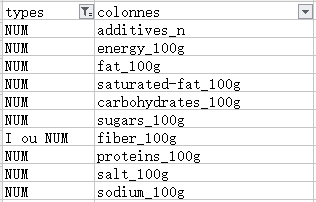 types colonnes
NUM additives_n
NUM energy_100g
NUM fat_100g
NUM saturated-fat_100g
NUM carbohydrates_100g
NUM sugars_100g
I ou NUM fiber_100g
NUM proteins_100g
NUM salt_100g
NUM sodium_100g